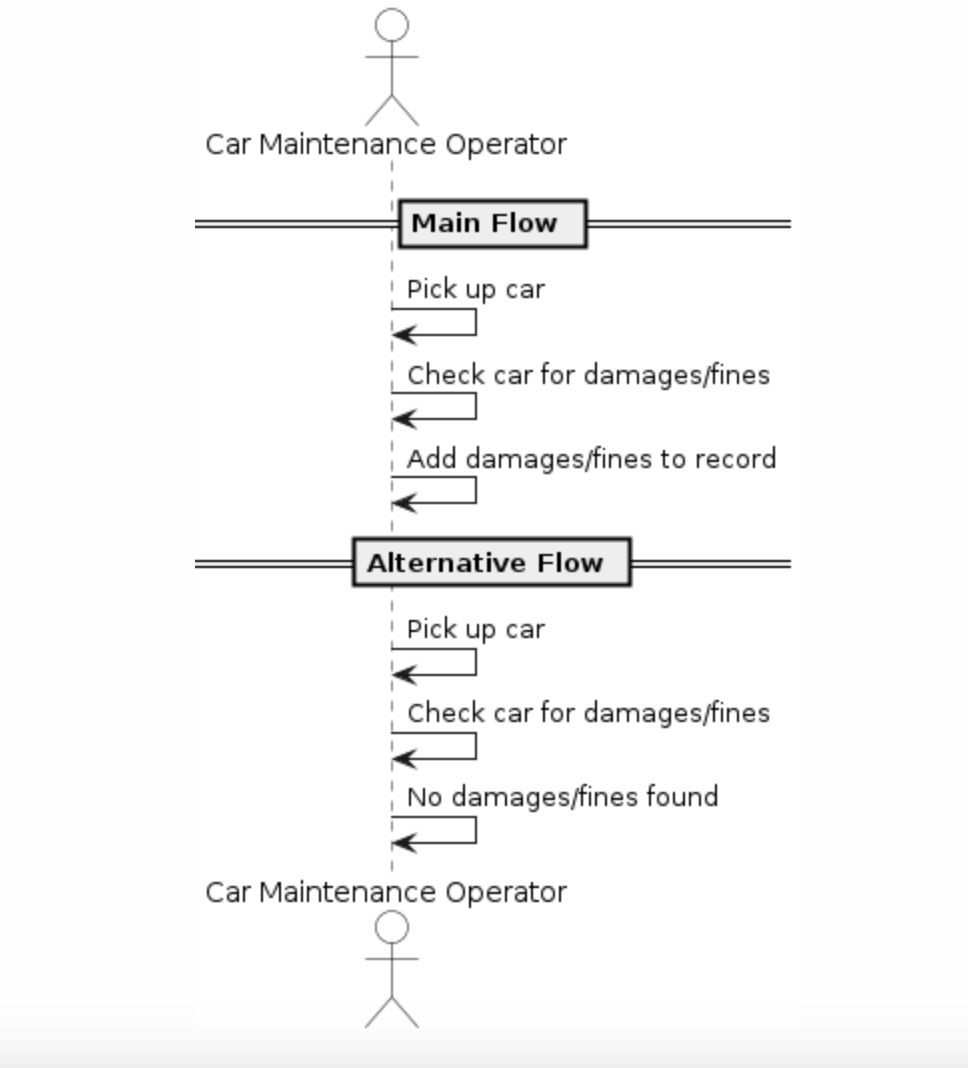 Car Maintenance Operator
Main Flow
Pick up car
Check car for damages/fines
Add damages/fines to record
Alternative Flow
Pick up car
Check car for damages/fines
No damages/fines found
Car Maintenance Operator